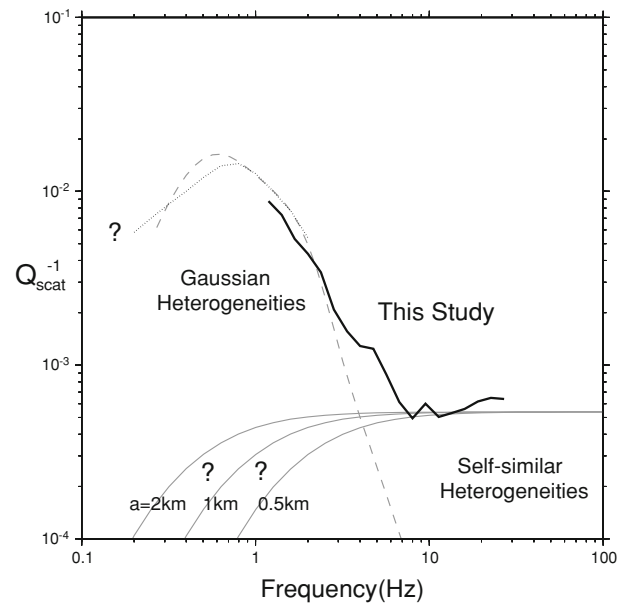 10⁻¹
10⁻²
?
Q_scat⁻¹
Gaussian
Heterogeneities
This Study
10⁻³
? ?
a=2km 1km 0.5km
Self-similar
Heterogeneities
10⁻⁴
0.1 1 10 100
Frequency(Hz)